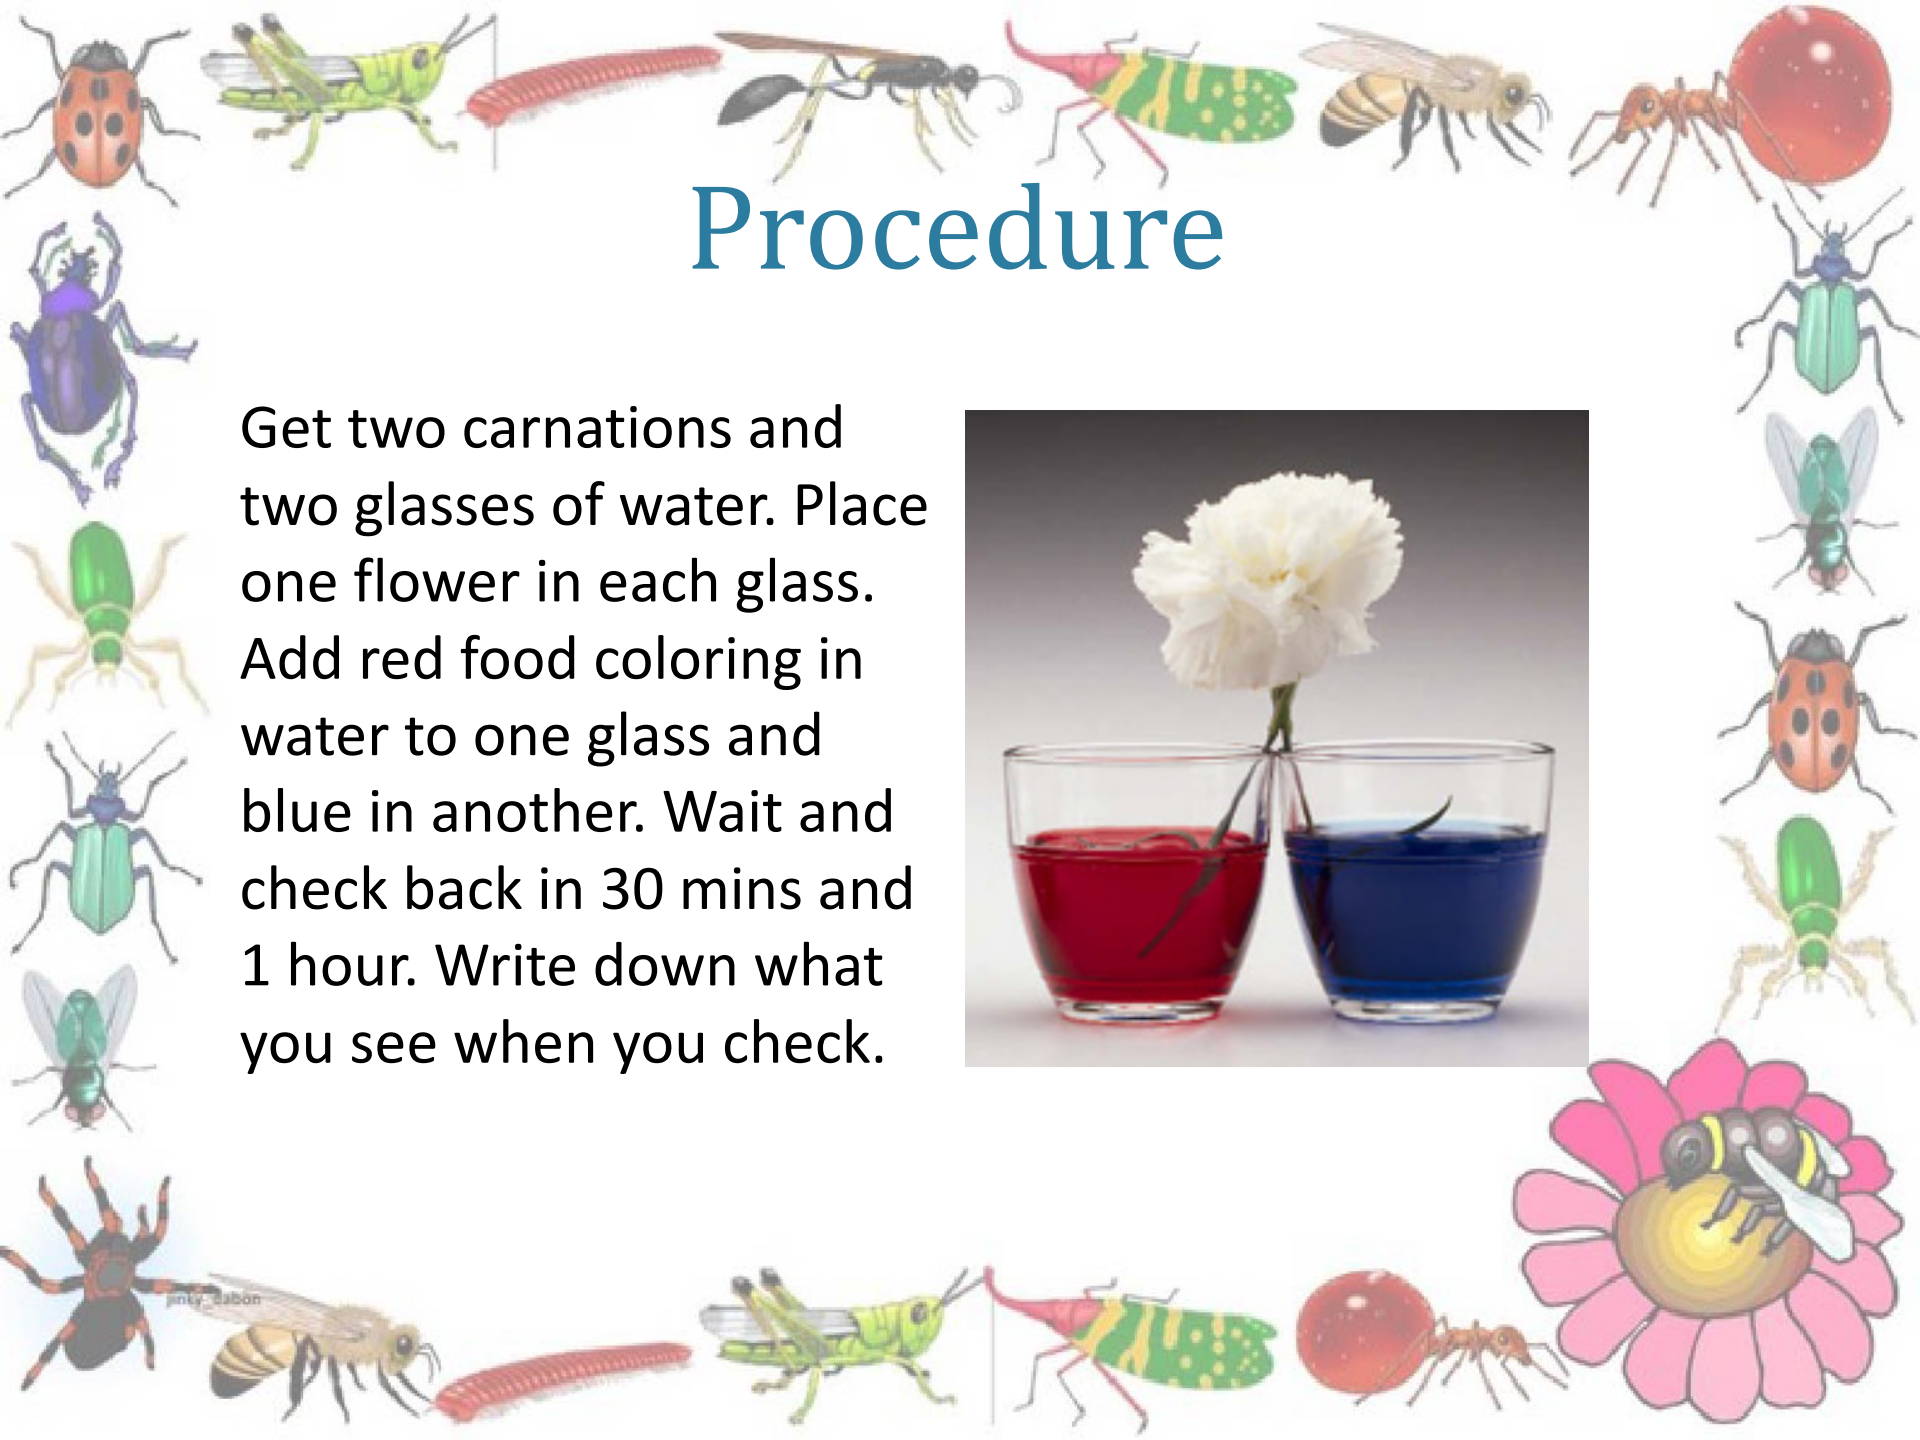 Procedure
Get two carnations and
two glasses of water. Place
one flower in each glass.
Add red food coloring in
water to one glass and
blue in another. Wait and
check back in 30 mins and
1 hour. Write down what
you see when you check.